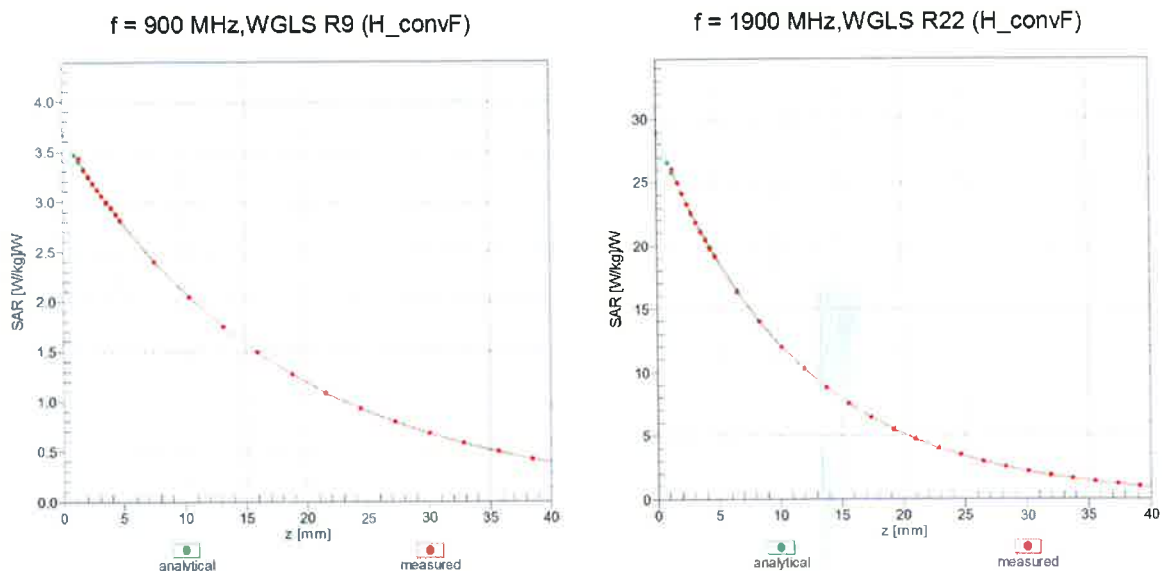 f = 900 MHz,WGLS R9 (H_convF)
f = 1900 MHz,WGLS R22 (H_convF)
SAR [W/kg]/W
4.0
3.5
3.0
2.5
2.0
1.5
1.0
0.5
0.0
0 5 10 15 20 25 30 35 40
z [mm]
analytical
measured
SAR [W/kg]/W
30
25
20
15
10
5
0
0 5 10 15 20 25 30 35 40
z [mm]
analytical
measured